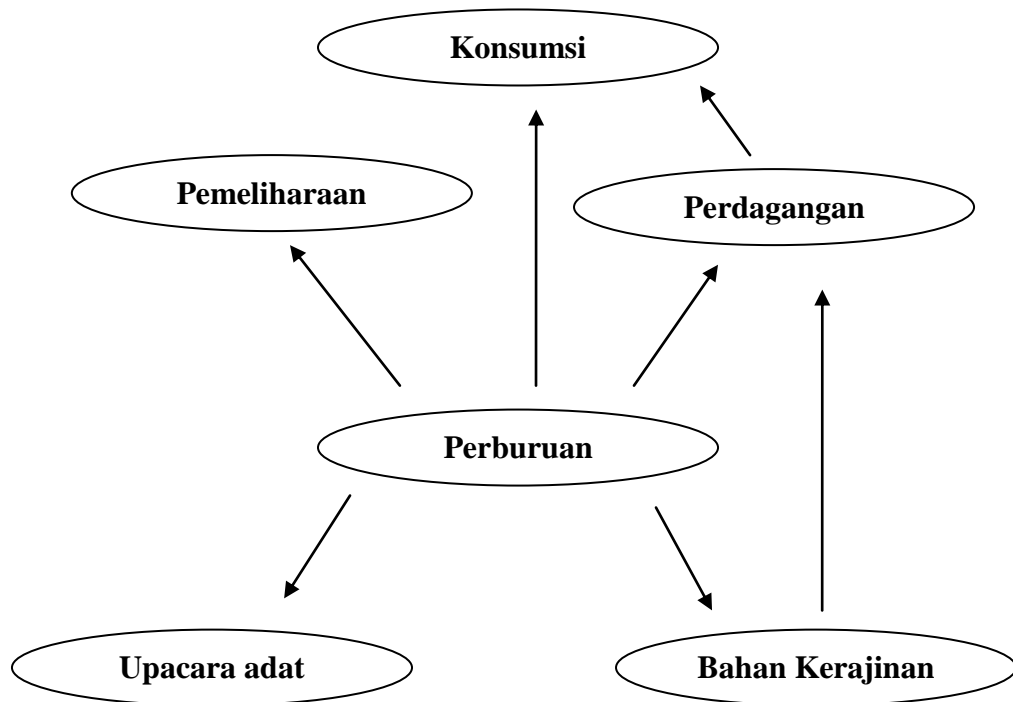 Konsumsi
Pemeliharaan
Perdagangan
Perburuan
Upacara adat
Bahan Kerajinan